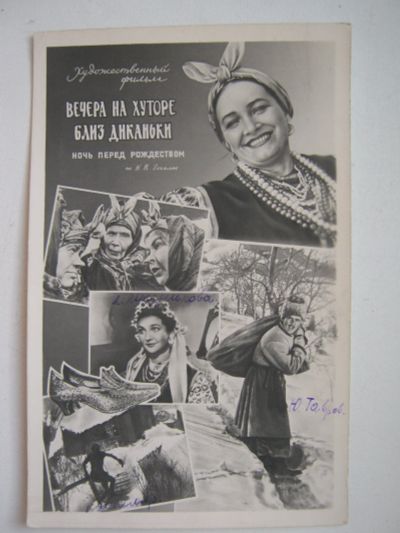 Художественный
фильм
ВЕЧЕРА НА ХУТОРЕ
БЛИЗ ДИКАНЬКИ
НОЧЬ ПЕРЕД РОЖДЕСТВОМ
по Н. В. Гоголю